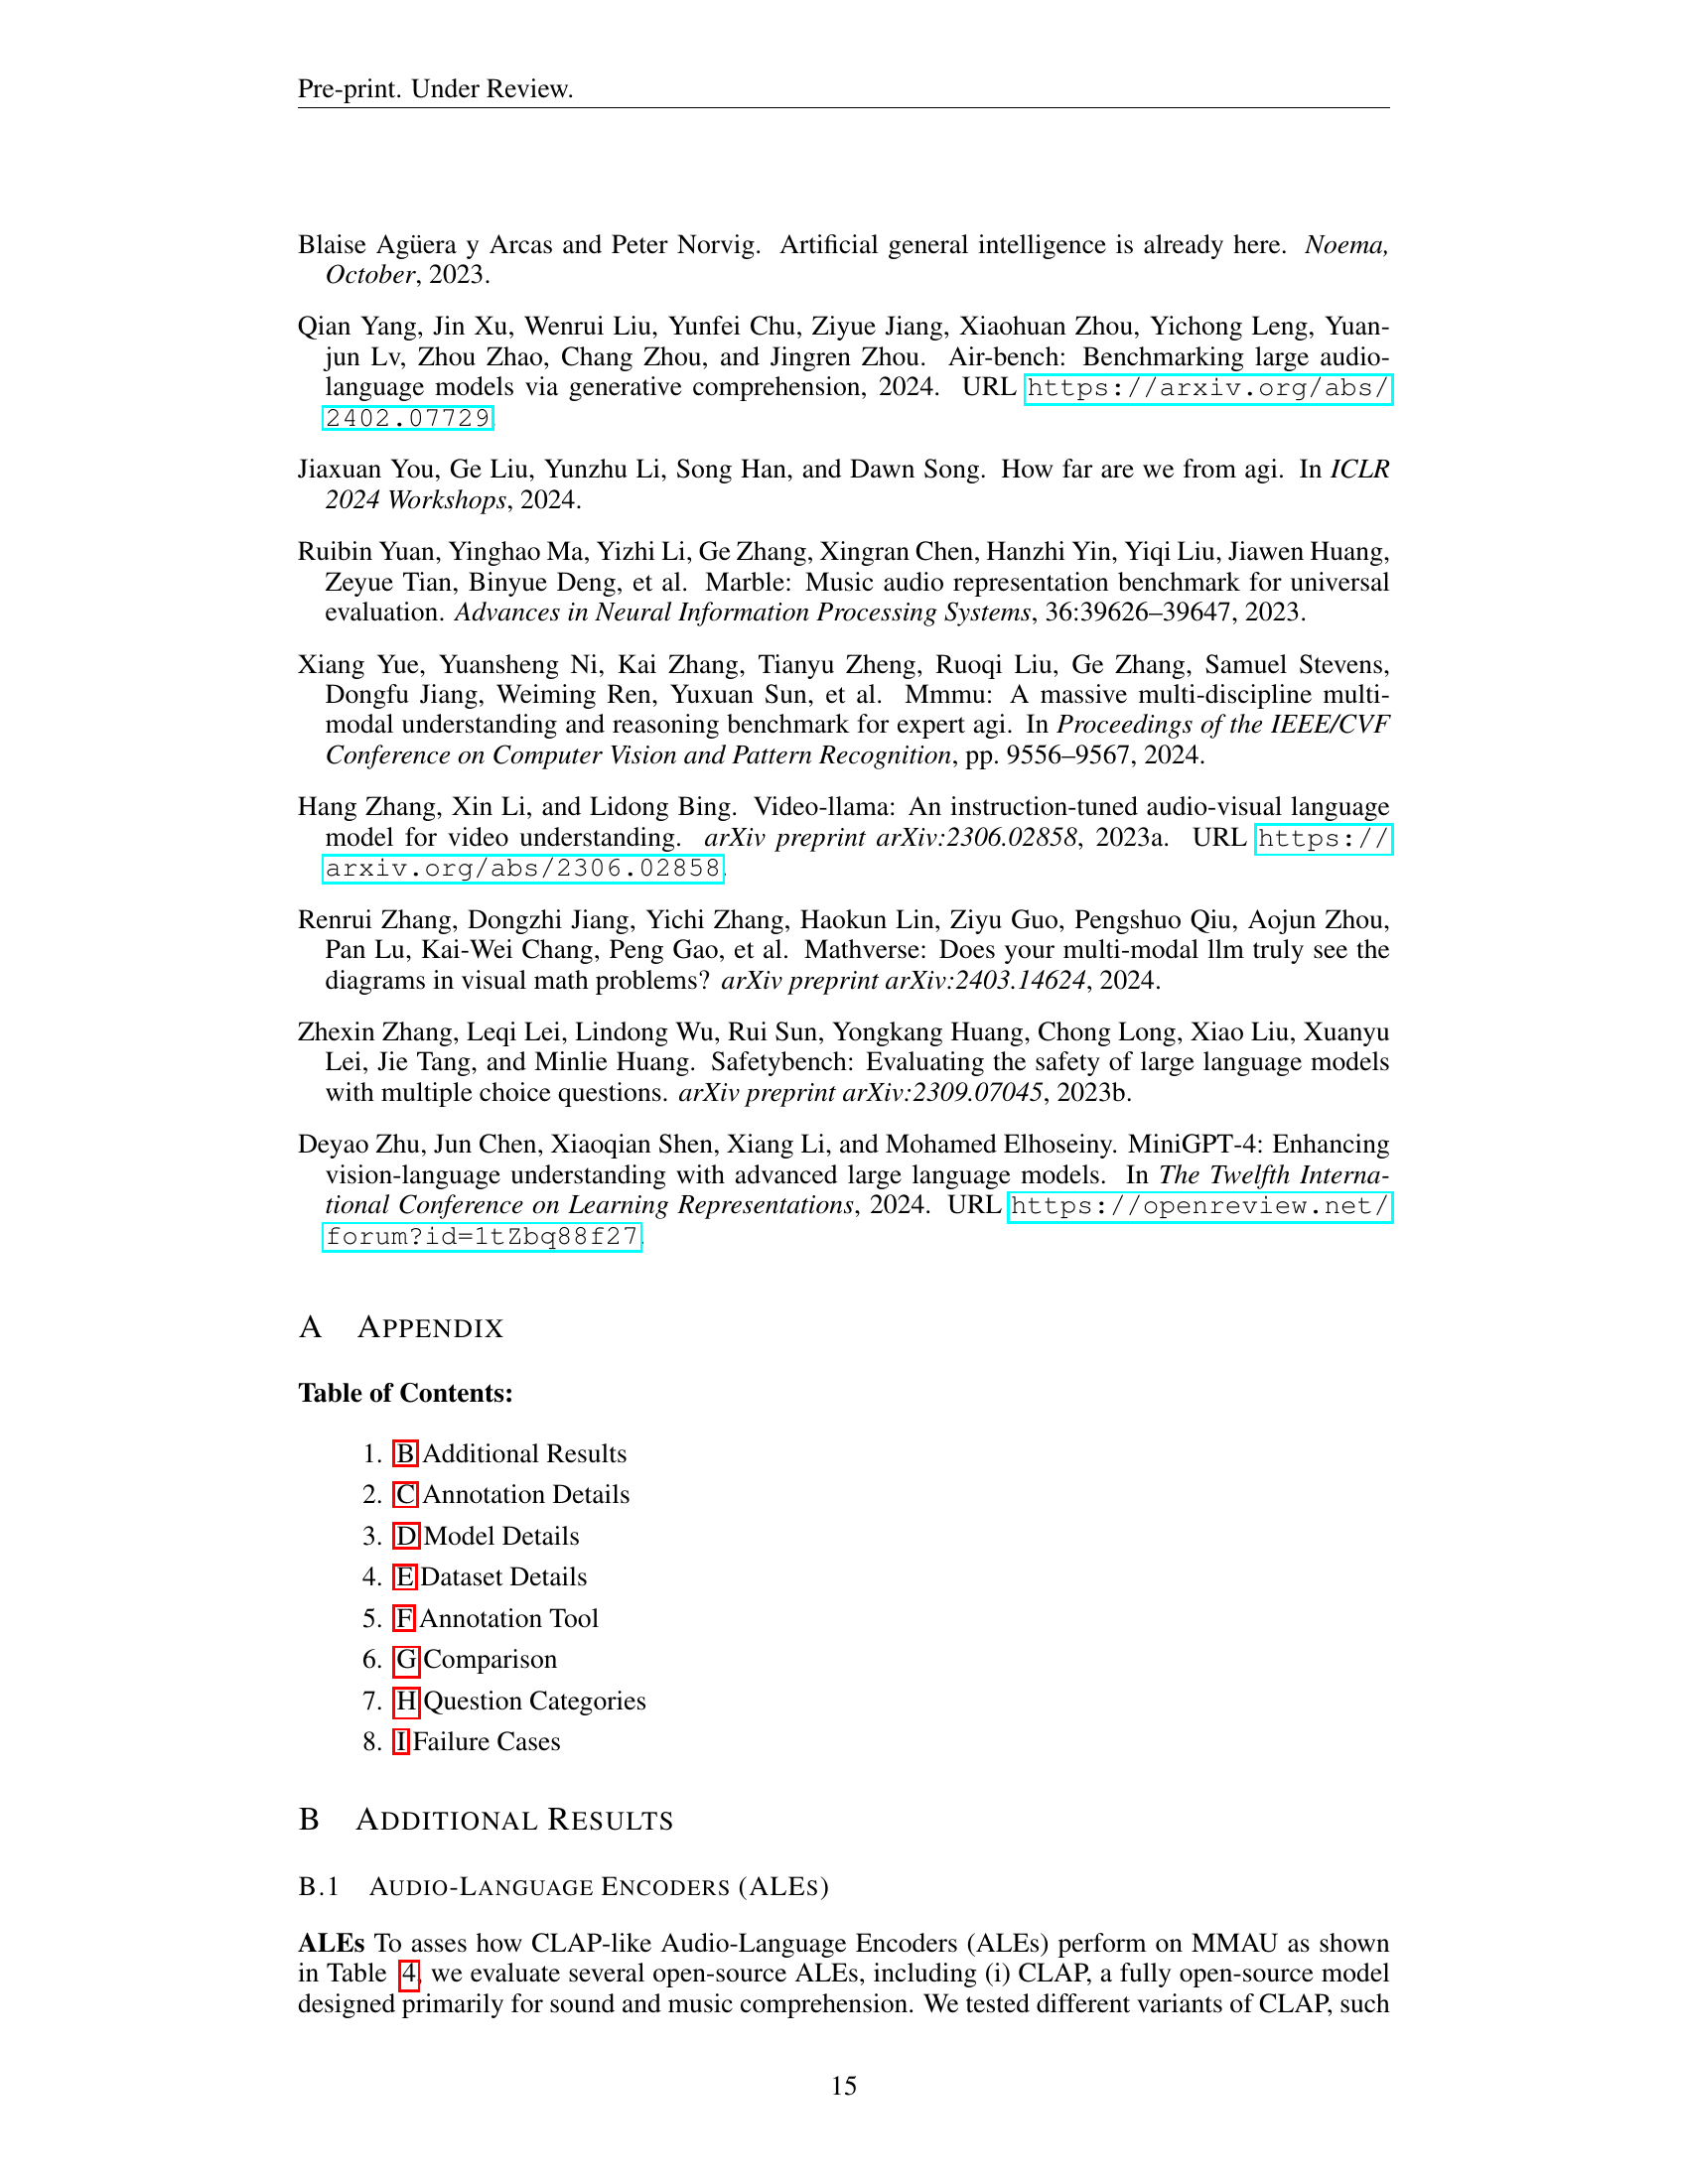 Pre-print. Under Review.
Blaise Agüera y Arcas and Peter Norvig. Artificial general intelligence is already here. Noema,
October, 2023.
Qian Yang, Jin Xu, Wenrui Liu, Yunfei Chu, Ziyue Jiang, Xiaohuan Zhou, Yichong Leng, Yuan-
jun Lv, Zhou Zhao, Chang Zhou, and Jingren Zhou. Air-bench: Benchmarking large audio-
language models via generative comprehension, 2024. URL https://arxiv.org/abs/
2402.07729.
Jiaxuan You, Ge Liu, Yunzhu Li, Song Han, and Dawn Song. How far are we from agi. In ICLR
2024 Workshops, 2024.
Ruibin Yuan, Yinghao Ma, Yizhi Li, Ge Zhang, Xingran Chen, Hanzhi Yin, Yiqi Liu, Jiawen Huang,
Zeyue Tian, Binyue Deng, et al. Marble: Music audio representation benchmark for universal
evaluation. Advances in Neural Information Processing Systems, 36:39626–39647, 2023.
Xiang Yue, Yuansheng Ni, Kai Zhang, Tianyu Zheng, Ruoqi Liu, Ge Zhang, Samuel Stevens,
Dongfu Jiang, Weiming Ren, Yuxuan Sun, et al. Mmmu: A massive multi-discipline multi-
modal understanding and reasoning benchmark for expert agi. In Proceedings of the IEEE/CVF
Conference on Computer Vision and Pattern Recognition, pp. 9556–9567, 2024.
Hang Zhang, Xin Li, and Lidong Bing. Video-llama: An instruction-tuned audio-visual language
model for video understanding. arXiv preprint arXiv:2306.02858, 2023a. URL https://
arxiv.org/abs/2306.02858.
Renrui Zhang, Dongzhi Jiang, Yichi Zhang, Haokun Lin, Ziyu Guo, Pengshuo Qiu, Aojun Zhou,
Pan Lu, Kai-Wei Chang, Peng Gao, et al. Mathverse: Does your multi-modal llm truly see the
diagrams in visual math problems? arXiv preprint arXiv:2403.14624, 2024.
Zhexin Zhang, Leqi Lei, Lindong Wu, Rui Sun, Yongkang Huang, Chong Long, Xiao Liu, Xuanyu
Lei, Jie Tang, and Minlie Huang. Safetybench: Evaluating the safety of large language models
with multiple choice questions. arXiv preprint arXiv:2309.07045, 2023b.
Deyao Zhu, Jun Chen, Xiaoqian Shen, Xiang Li, and Mohamed Elhoseiny. MiniGPT-4: Enhancing
vision-language understanding with advanced large language models. In The Twelfth Interna-
tional Conference on Learning Representations, 2024. URL https://openreview.net/
forum?id=1tZbq88f27.
A APPENDIX
Table of Contents:
1. B Additional Results
2. C Annotation Details
3. D Model Details
4. E Dataset Details
5. F Annotation Tool
6. G Comparison
7. H Question Categories
8. I Failure Cases
B ADDITIONAL RESULTS
B.1 AUDIO-LANGUAGE ENCODERS (ALES)
ALEs To asses how CLAP-like Audio-Language Encoders (ALEs) perform on MMAU as shown
in Table 4, we evaluate several open-source ALEs, including (i) CLAP, a fully open-source model
designed primarily for sound and music comprehension. We tested different variants of CLAP, such
15